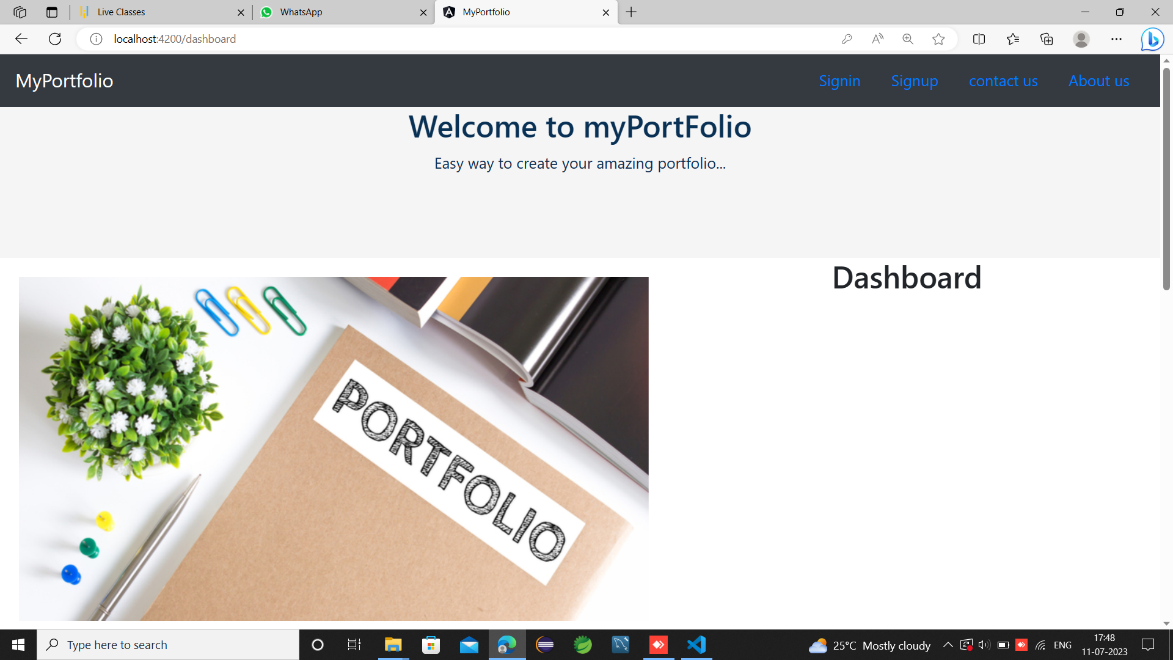 Live Classes
WhatsApp
MyPortfolio
localhost:4200/dashboard
MyPortfolio
Signin
Signup
contact us
About us
Welcome to myPortFolio
Easy way to create your amazing portfolio...
Dashboard
PORTFOLIO
Type here to search
25°C Mostly cloudy
ENG
17:48
11-07-2023